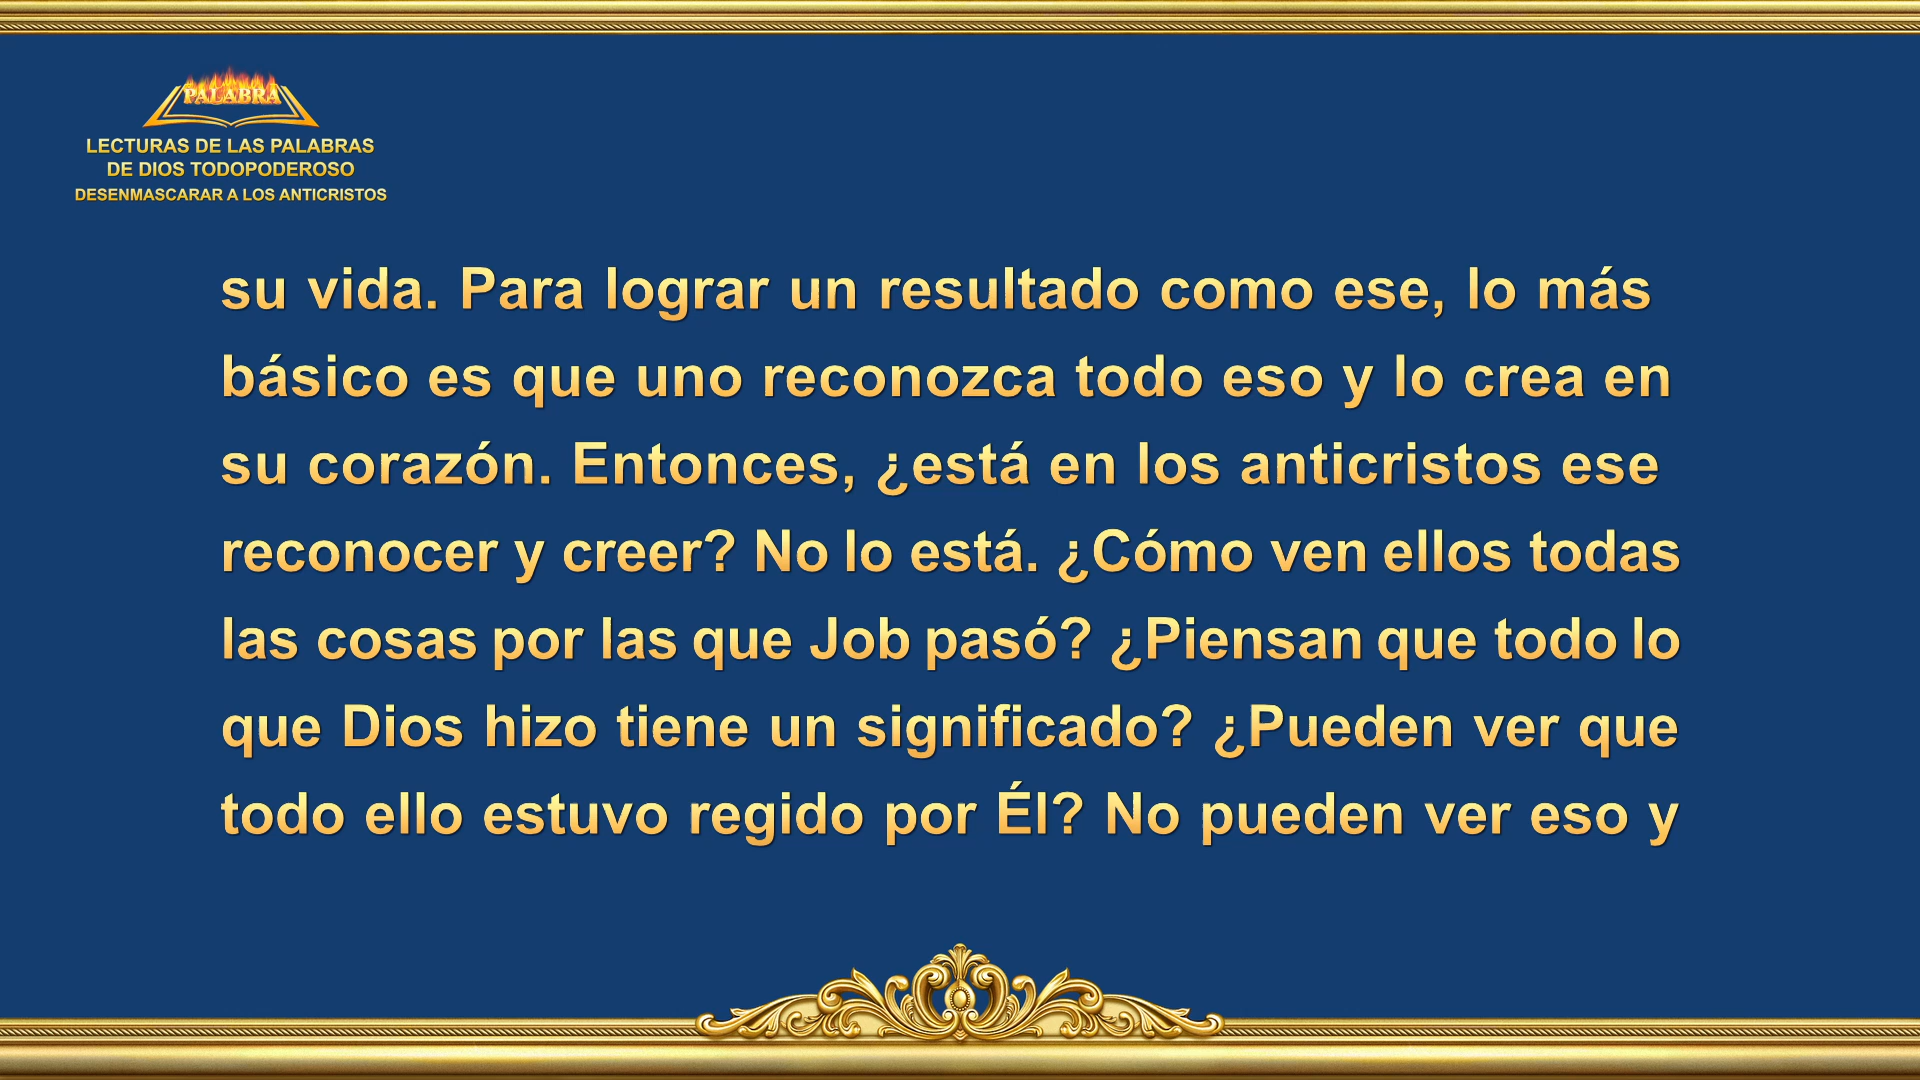 PALABRA
LECTURAS DE LAS PALABRAS
DE DIOS TODOPODEROSO
DESENMASCARAR A LOS ANTICRISTOS
su vida. Para lograr un resultado como ese, lo más
básico es que uno reconozca todo eso y lo crea en
su corazón. Entonces, ¿está en los anticristos ese
reconocer y creer? No lo está. ¿Cómo ven ellos todas
las cosas por las que Job pasó? ¿Piensan que todo lo
que Dios hizo tiene un significado? ¿Pueden ver que
todo ello estuvo regido por Él? No pueden ver eso y